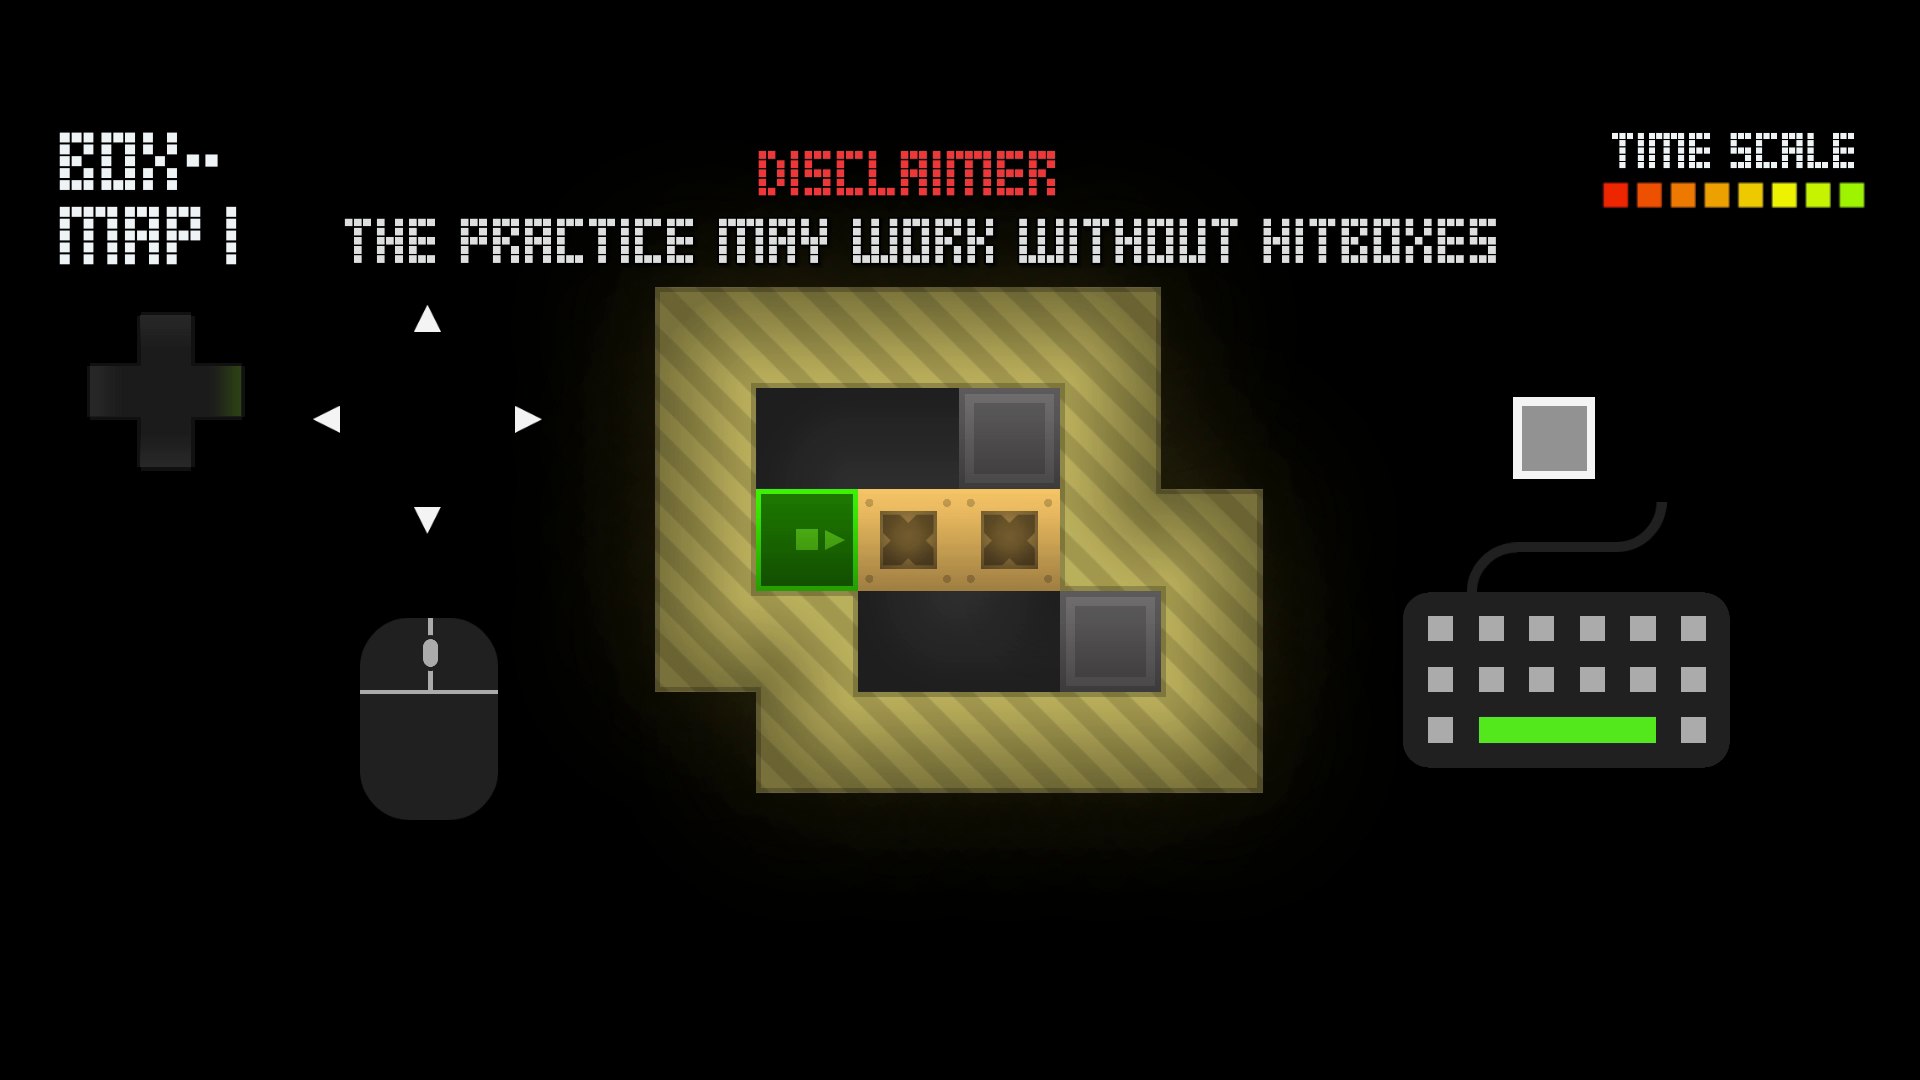 BOX--
MAP 1
DISCLAIMER
THE PRACTICE MAY WORK WITHOUT HITBOXES
TIME SCALE